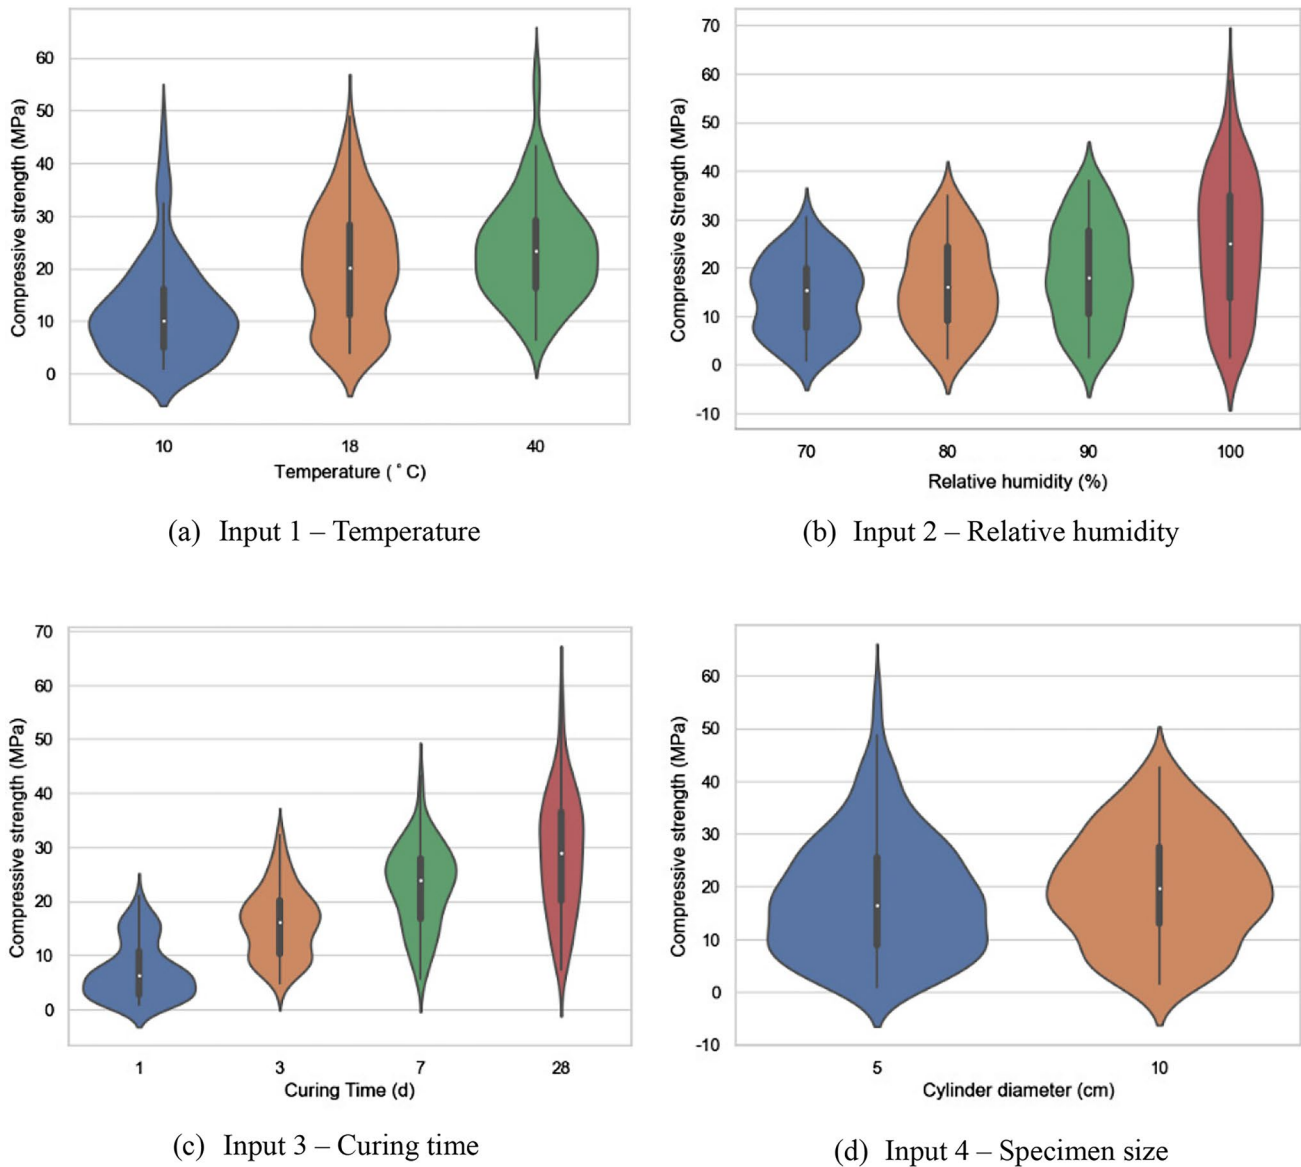 60
50
40
30
20
10
0
Compressive strength (MPa)
10 18 40
Temperature ( ˚ C)
(a) Input 1 – Temperature
70
60
50
40
30
20
10
0
-10
Compressive Strength (MPa)
70 80 90 100
Relative humidity (%)
(b) Input 2 – Relative humidity
70
60
50
40
30
20
10
0
Compressive strength (MPa)
1 3 7 28
Curing Time (d)
(c) Input 3 – Curing time
60
50
40
30
20
10
0
-10
Compressive strength (MPa)
5 10
Cylinder diameter (cm)
(d) Input 4 – Specimen size